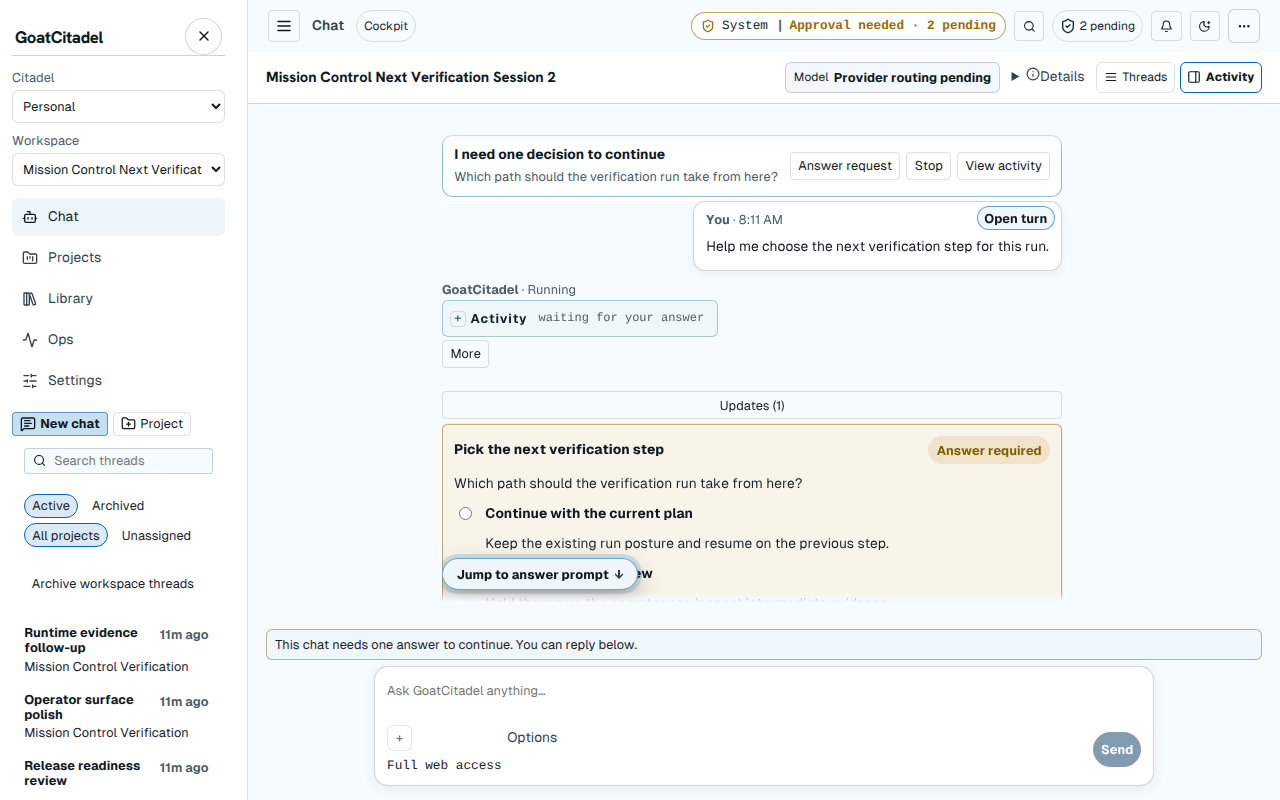 GoatCitadel
Citadel
Personal
Workspace
Mission Control Next Verificat
Chat
Projects
Library
Ops
Settings
New chat
Project
Search threads
Active
Archived
All projects
Unassigned
Archive workspace threads
Runtime evidence follow-up
11m ago
Mission Control Verification
Operator surface polish
11m ago
Mission Control Verification
Release readiness review
11m ago
Chat
Cockpit
System | Approval needed · 2 pending
2 pending
Mission Control Next Verification Session 2
Model Provider routing pending
Details
Threads
Activity
I need one decision to continue
Which path should the verification run take from here?
Answer request
Stop
View activity
You · 8:11 AM
Open turn
Help me choose the next verification step for this run.
GoatCitadel · Running
+ Activity waiting for your answer
More
Updates (1)
Pick the next verification step
Answer required
Which path should the verification run take from here?
Continue with the current plan
Keep the existing run posture and resume on the previous step.
Jump to answer prompt ↓
This chat needs one answer to continue. You can reply below.
Ask GoatCitadel anything…
+
Options
Full web access
Send